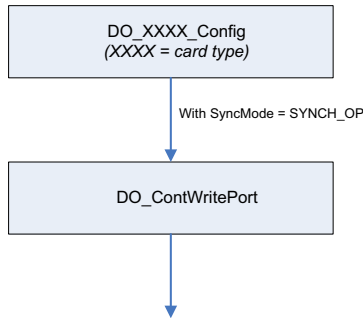 DO_XXXX_Config
(XXXX = card type)
With SyncMode = SYNCH_OP
DO_ContWritePort